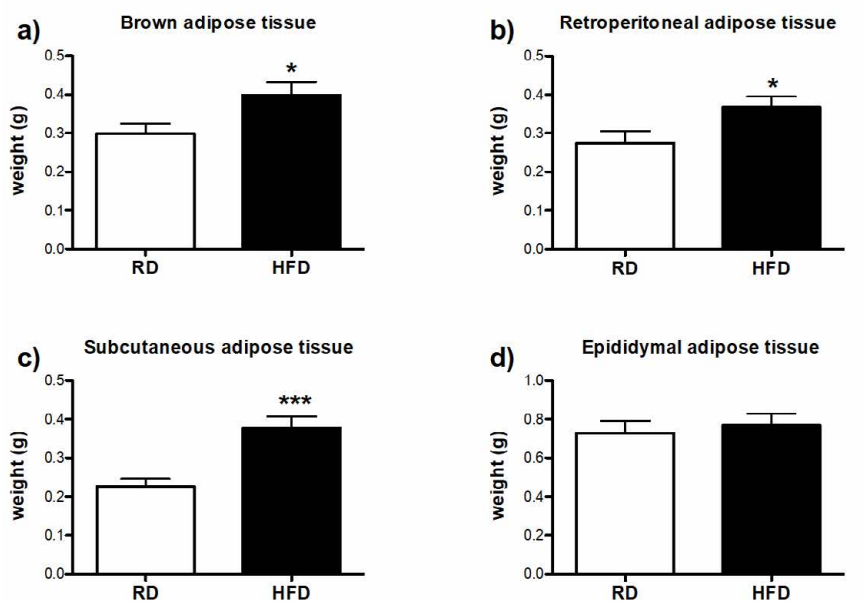 a)
Brown adipose tissue
weight (g)
0.5
0.4
0.3
0.2
0.1
0.0
*
RD
HFD
b)
Retroperitoneal adipose tissue
weight (g)
0.5
0.4
0.3
0.2
0.1
0.0
*
RD
HFD
c)
Subcutaneous adipose tissue
weight (g)
0.5
0.4
0.3
0.2
0.1
0.0
***
RD
HFD
d)
Epididymal adipose tissue
weight (g)
1.0
0.8
0.6
0.4
0.2
0.0
RD
HFD